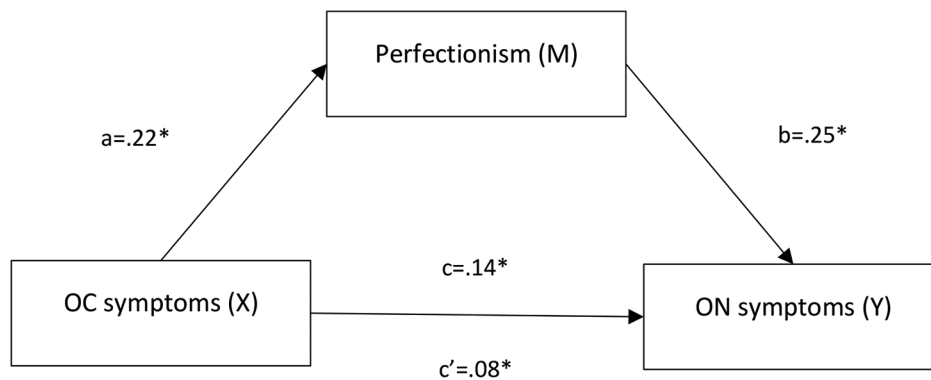 Perfectionism (M)
a=.22*
b=.25*
OC symptoms (X)
c=.14*
ON symptoms (Y)
c’=.08*